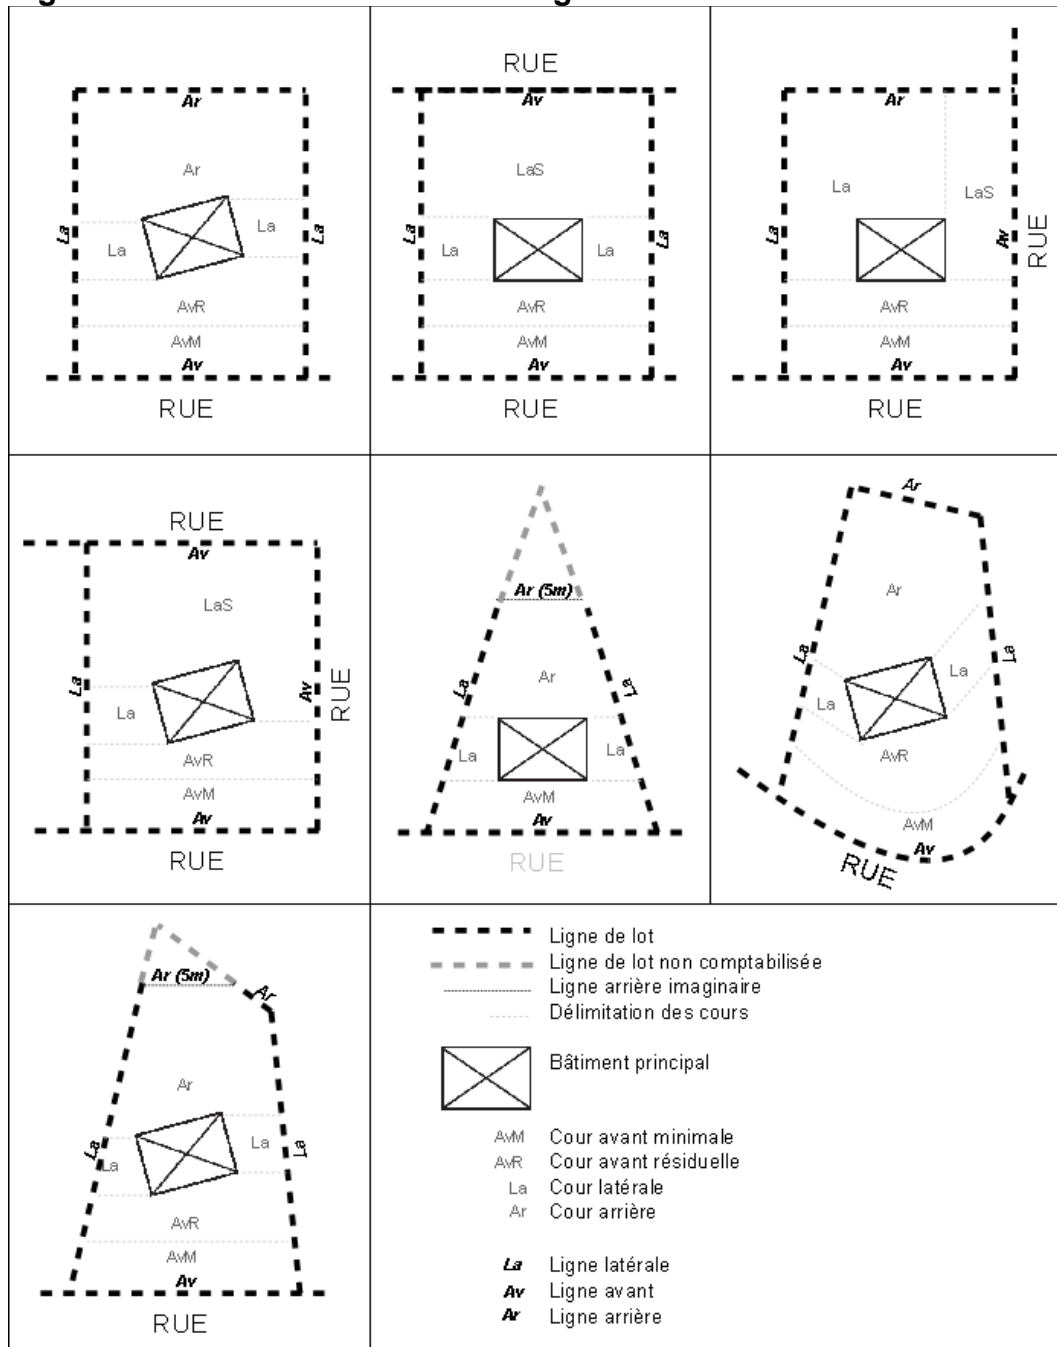 Ar
Ar
La
La
La
La
AvR
AvM
Av
RUE
RUE
Av
LaS
La
La
La
La
AvR
AvM
Av
RUE
Ar
La
LaS
La
Av
RUE
AvR
AvM
Av
RUE
RUE
Av
LaS
La
La
Av
RUE
AvR
AvM
Av
RUE
Ar (5m)
Ar
La
La
La
La
AvM
Av
RUE
Ar
Ar
La
La
La
La
AvR
AvM
Av
RUE
Ar (5m)
Ar
Ar
La
La
La
La
AvR
AvM
Av
RUE
Ligne de lot
Ligne de lot non comptabilisée
Ligne arrière imaginaire
Délimitation des cours
Bâtiment principal
AvM Cour avant minimale
AvR Cour avant résiduelle
La Cour latérale
Ar Cour arrière
La Ligne latérale
Av Ligne avant
Ar Ligne arrière